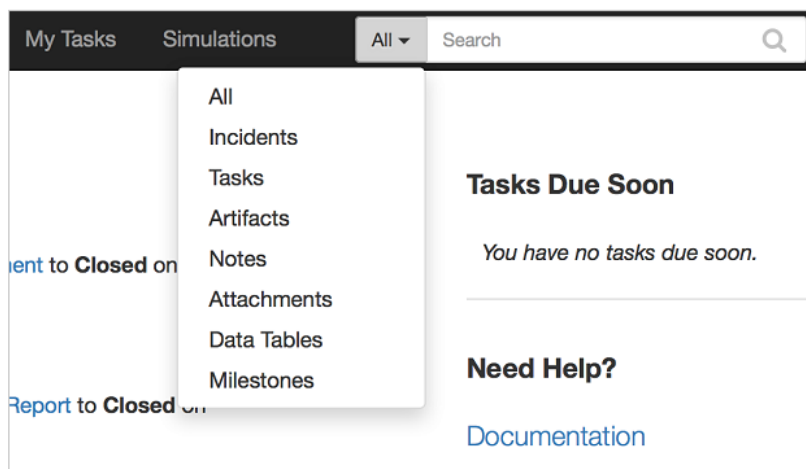 My Tasks Simulations All Search
All
Incidents
Tasks
Artifacts
Notes
Attachments
Data Tables
Milestones
to Closed on
Report to Closed on
Tasks Due Soon
You have no tasks due soon.
Need Help?
Documentation